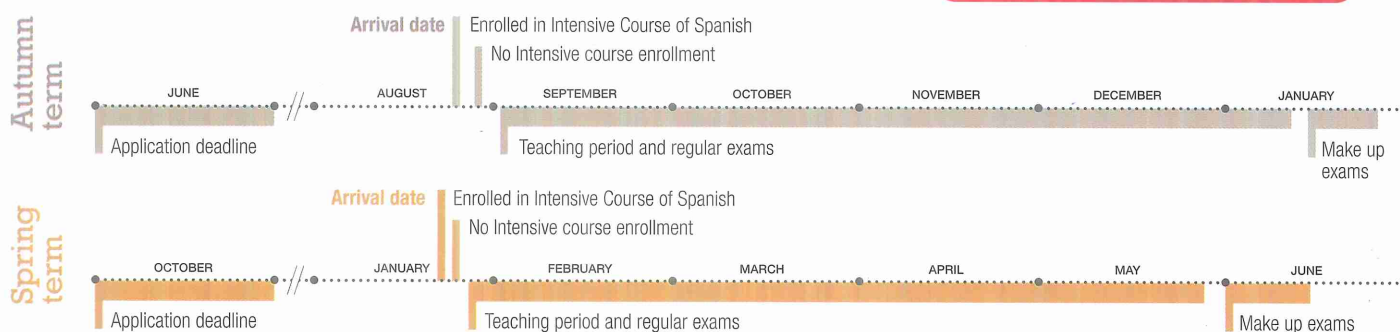 Autumn
term
Arrival date
Enrolled in Intensive Course of Spanish
No Intensive course enrollment
JUNE
AUGUST
SEPTEMBER
OCTOBER
NOVEMBER
DECEMBER
JANUARY
Application deadline
Teaching period and regular exams
Make up
exams
Spring
term
Arrival date
Enrolled in Intensive Course of Spanish
No Intensive course enrollment
OCTOBER
JANUARY
FEBRUARY
MARCH
APRIL
MAY
JUNE
Application deadline
Teaching period and regular exams
Make up exams